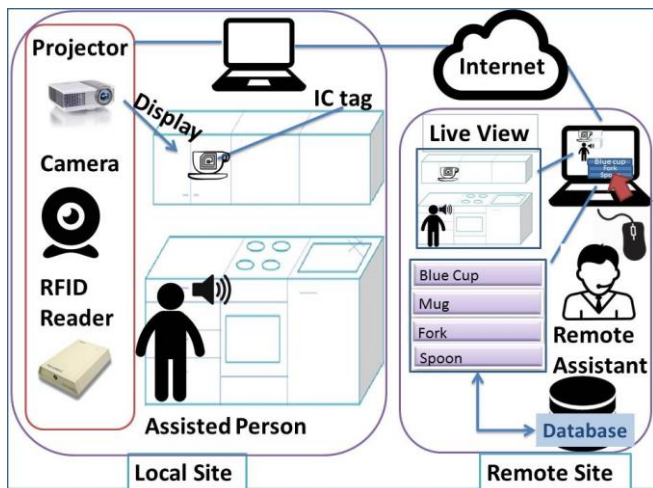 Projector
Display
IC tag
Camera
RFID
Reader
Assisted Person
Local Site
Internet
Live View
Blue cup
Fork
Spoon
Blue Cup
Mug
Fork
Spoon
Remote
Assistant
Database
Remote Site